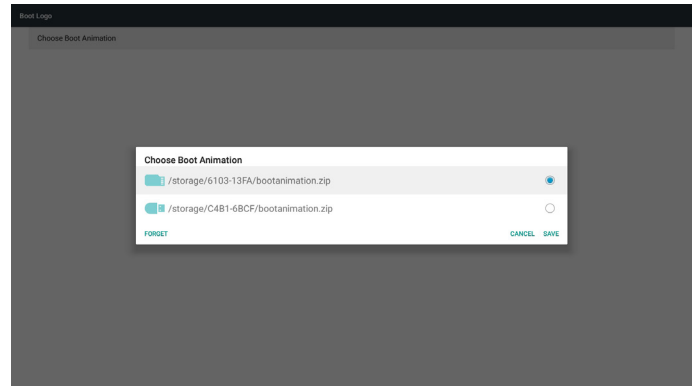 Boot Logo
Choose Boot Animation
Choose Boot Animation
/storage/6103-13FA/bootanimation.zip
/storage/C4B1-6BCF/bootanimation.zip
FORGET CANCEL SAVE